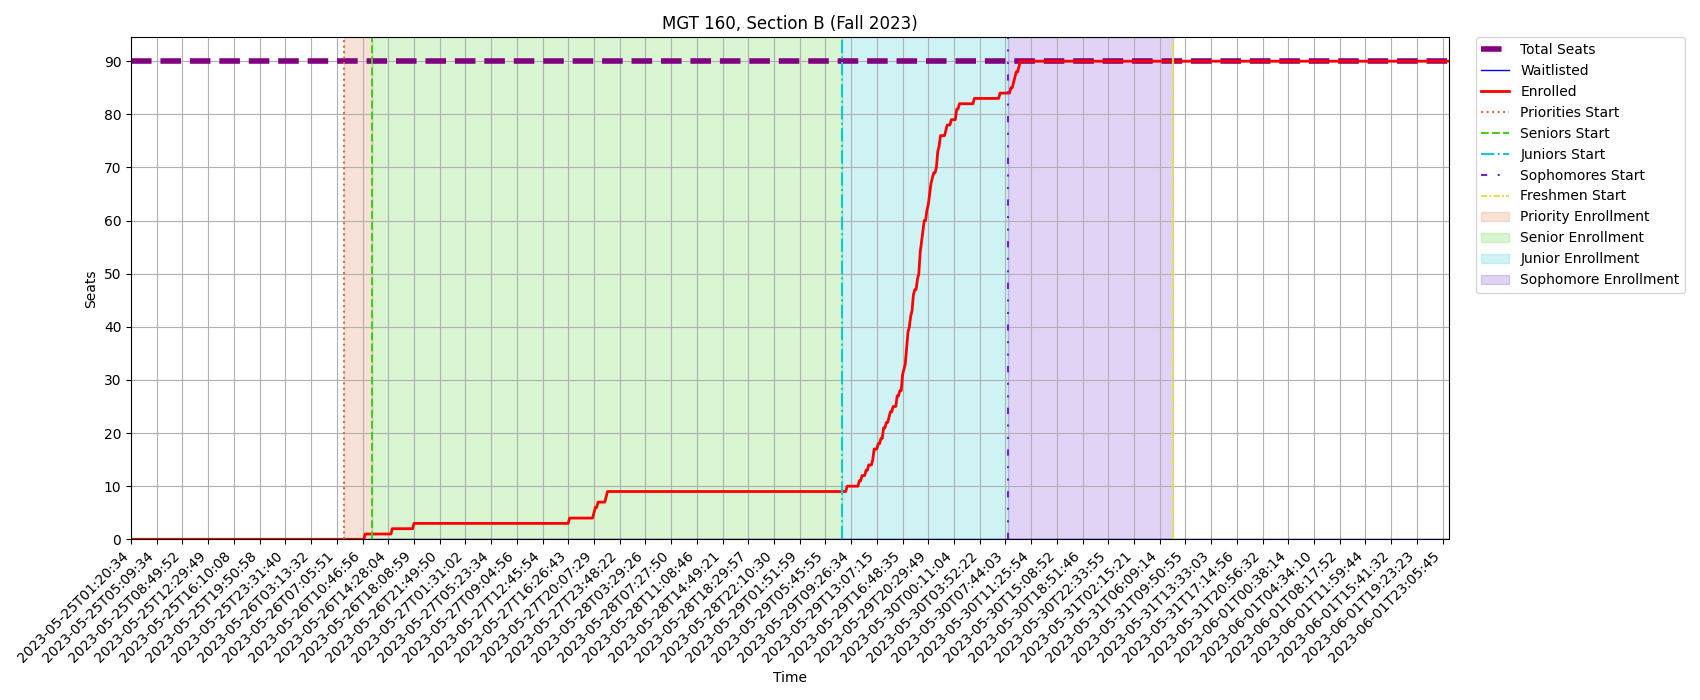 MGT 160, Section B (Fall 2023)
Seats
90
80
70
60
50
40
30
20
10
0
2023-05-25T01:20:34
2023-05-25T05:09:34
2023-05-25T08:49:52
2023-05-25T12:29:49
2023-05-25T16:10:08
2023-05-25T19:50:58
2023-05-25T23:31:40
2023-05-26T03:13:32
2023-05-26T07:05:51
2023-05-26T10:46:56
2023-05-26T14:28:04
2023-05-26T18:08:59
2023-05-26T21:49:50
2023-05-27T01:31:02
2023-05-27T05:23:34
2023-05-27T09:04:56
2023-05-27T12:45:54
2023-05-27T16:26:43
2023-05-27T20:07:29
2023-05-27T23:48:22
2023-05-28T03:29:26
2023-05-28T07:27:50
2023-05-28T11:08:46
2023-05-28T14:49:21
2023-05-28T18:29:57
2023-05-28T22:10:30
2023-05-29T01:51:59
2023-05-29T05:45:55
2023-05-29T09:26:34
2023-05-29T13:07:15
2023-05-29T16:48:35
2023-05-29T20:29:49
2023-05-30T00:11:04
2023-05-30T03:52:22
2023-05-30T07:44:03
2023-05-30T11:25:54
2023-05-30T15:08:52
2023-05-30T18:51:46
2023-05-30T22:33:55
2023-05-31T02:15:21
2023-05-31T06:09:14
2023-05-31T09:50:55
2023-05-31T13:33:03
2023-05-31T17:14:56
2023-05-31T20:56:32
2023-06-01T00:38:14
2023-06-01T04:34:10
2023-06-01T08:17:52
2023-06-01T11:59:44
2023-06-01T15:41:32
2023-06-01T19:23:23
2023-06-01T23:05:45
Time
Total Seats
Waitlisted
Enrolled
Priorities Start
Seniors Start
Juniors Start
Sophomores Start
Freshmen Start
Priority Enrollment
Senior Enrollment
Junior Enrollment
Sophomore Enrollment